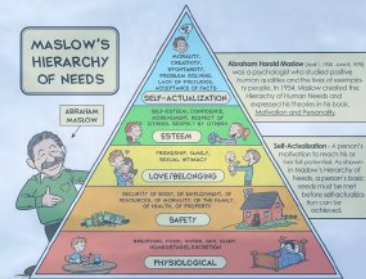 MASLOW'S
HIERARCHY
OF NEEDS
ABRAHAM
MASLOW
MORALITY,
CREATIVITY,
SPONTANEITY,
PROBLEM SOLVING,
LACK OF PREJUDICE,
ACCEPTANCE OF FACTS
SELF-ACTUALIZATION
SELF-ESTEEM, CONFIDENCE,
ACHIEVEMENT, RESPECT OF
OTHERS, RESPECT BY OTHERS
ESTEEM
FRIENDSHIP, FAMILY,
SEXUAL INTIMACY
LOVE/BELONGING
SECURITY OF BODY, OF EMPLOYMENT, OF
RESOURCES, OF MORALITY, OF THE FAMILY,
OF HEALTH, OF PROPERTY
SAFETY
BREATHING, FOOD, WATER, SEX, SLEEP,
HOMEOSTASIS, EXCRETION
PHYSIOLOGICAL
Abraham Harold Maslow
was a psychologist who studied positive
human qualities and the lives of exempla-
ry people. In 1954, Maslow created the
Hierarchy of Human Needs and
expressed his theories in his book,
Motivation and Personality.
Self-Actualization - A person's
motivation to reach his or
her full potential. As shown
in Maslow's Hierarchy of
Needs, a person's basic
needs must be met
before self-actualiza-
tion can be
achieved.